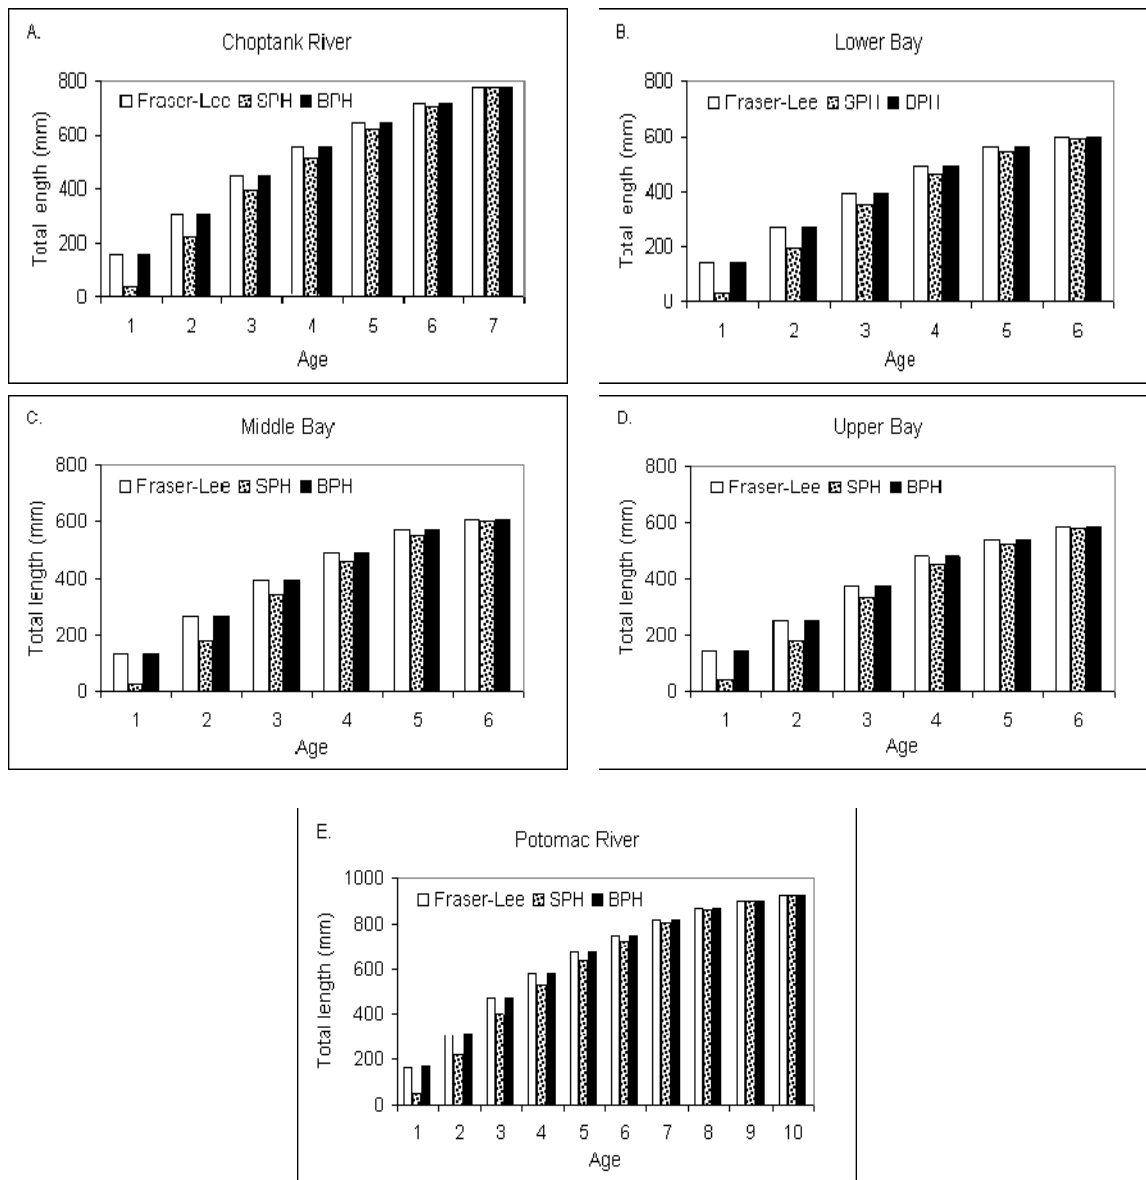 A.
Choptank River
800
Fraser-Lee SPH BPH
600
400
200
0
Total ength (mm)
1 2 3 4 5 6 7
Age
B.
Lower Bay
800
Fraser-Lee SPH BPH
600
400
200
0
Total ength (mm)
1 2 3 4 5 6
Age
C.
Middle Bay
800
Fraser-Lee SPH BPH
600
400
200
0
Total length (mm)
1 2 3 4 5 6
Age
D.
Upper Bay
800
Fraser-Lee SPH BPH
600
400
200
0
Total length (mm)
1 2 3 4 5 6
Age
E.
Potomac River
1000
Fraser-Lee SPH BPH
800
600
400
200
0
Total length (mm)
1 2 3 4 5 6 7 8 9 10
Age